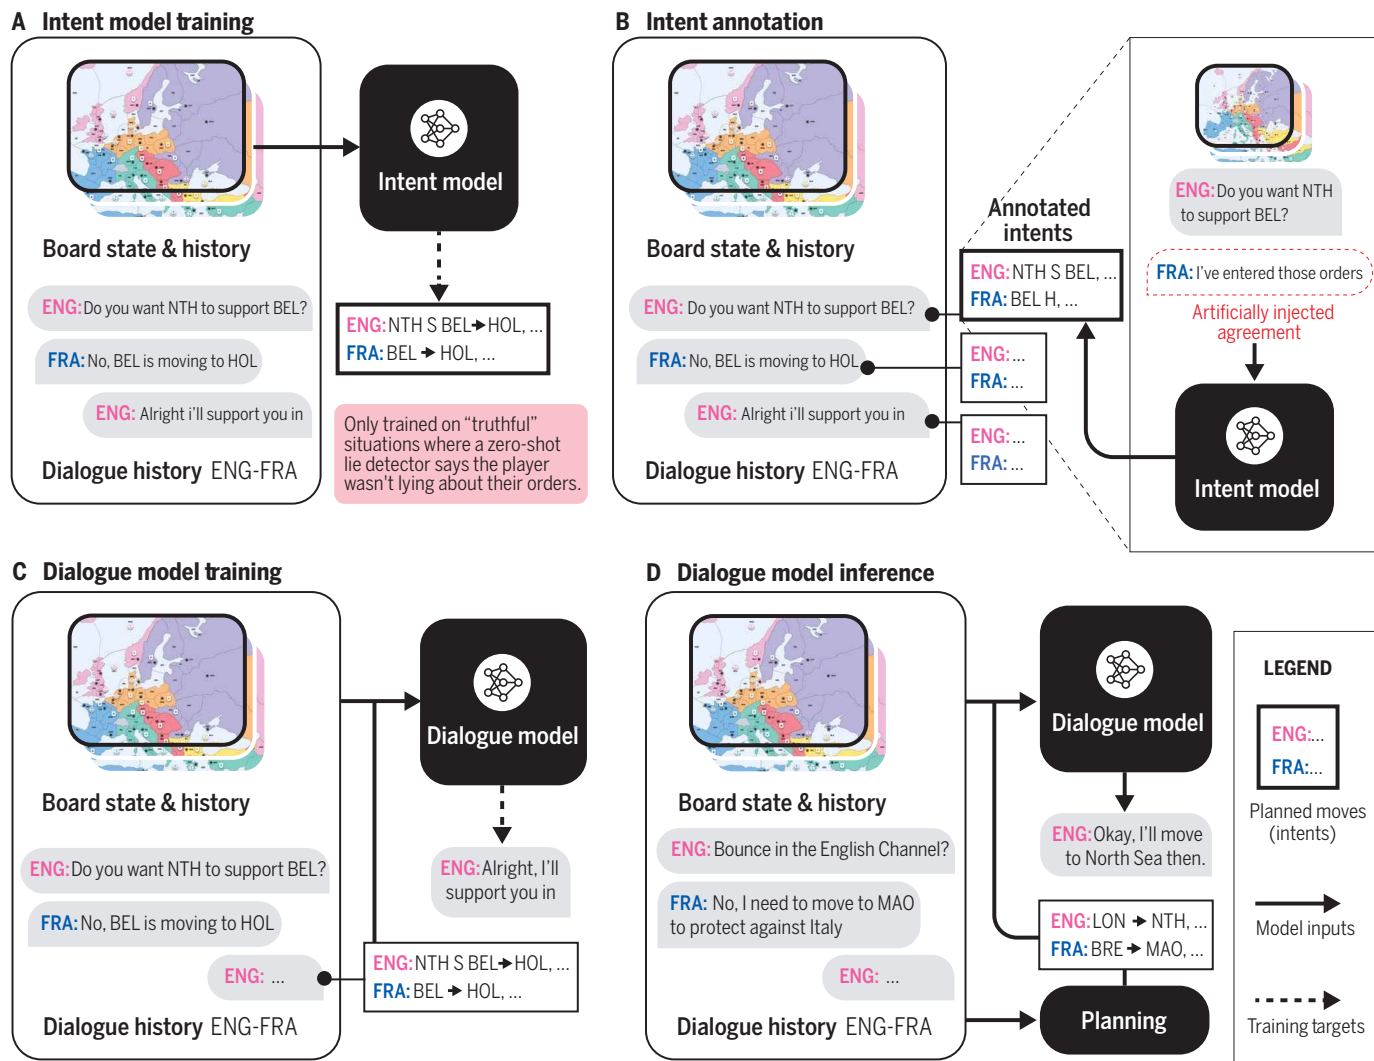 A Intent model training
Intent model
Board state & history
ENG: Do you want NTH to support BEL?
FRA: No, BEL is moving to HOL
ENG: Alright i'll support you in
Dialogue history ENG-FRA
ENG: NTH S BEL→HOL, ...
FRA: BEL → HOL, ...
Only trained on “truthful”
situations where a zero-shot
lie detector says the player
wasn't lying about their orders.
B Intent annotation
Board state & history
ENG: Do you want NTH to support BEL?
FRA: No, BEL is moving to HOL
ENG: Alright i'll support you in
Dialogue history ENG-FRA
Annotated
intents
ENG: NTH S BEL, ...
FRA: BEL H, ...
ENG: ...
FRA: ...
ENG: ...
FRA: ...
ENG: Do you want NTH
to support BEL?
FRA: I've entered those orders
Artificially injected
agreement
Intent model
C Dialogue model training
Dialogue model
Board state & history
ENG: Do you want NTH to support BEL?
FRA: No, BEL is moving to HOL
ENG: ...
Dialogue history ENG-FRA
ENG: Alright, I'll
support you in
ENG: NTH S BEL→HOL, ...
FRA: BEL → HOL, ...
D Dialogue model inference
Dialogue model
Board state & history
ENG: Bounce in the English Channel?
FRA: No, I need to move to MAO
to protect against Italy
ENG: ...
Dialogue history ENG-FRA
ENG: Okay, I'll move
to North Sea then.
ENG: LON → NTH, ...
FRA: BRE → MAO, ...
Planning
LEGEND
ENG:...
FRA:...
Planned moves
(intents)
Model inputs
Training targets